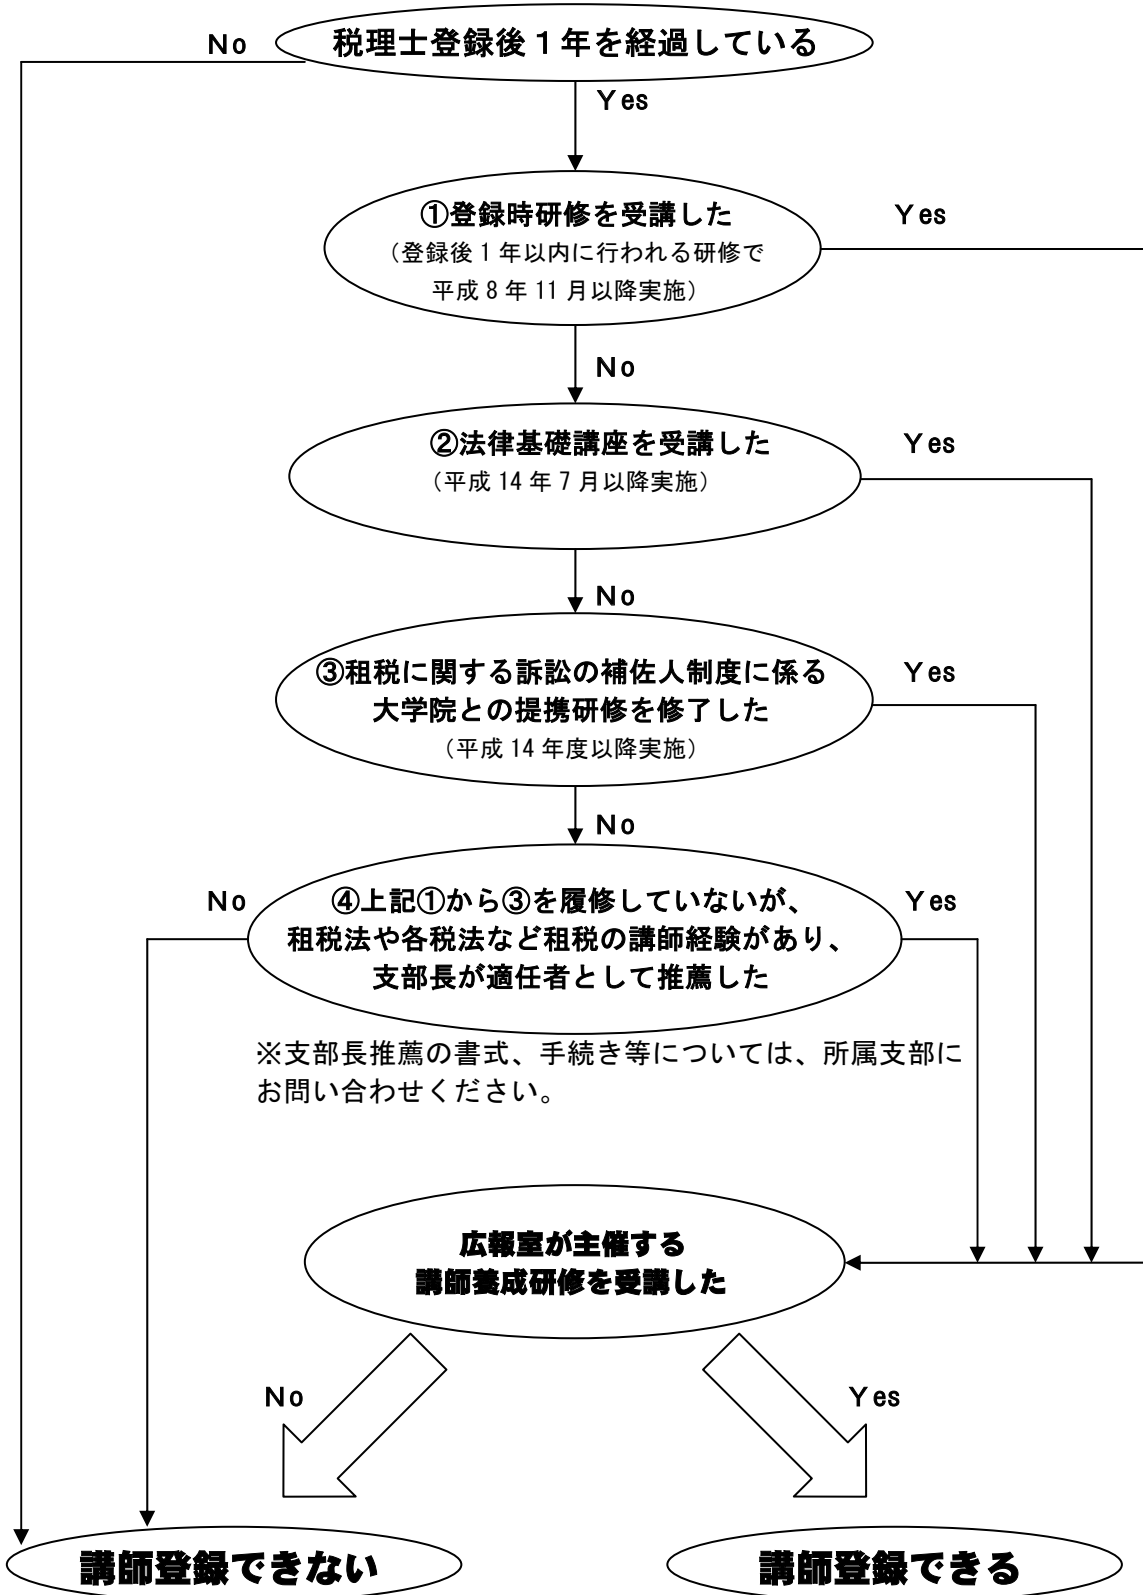 No
税理士登録後１年を経過している
Yes
①登録時研修を受講した
（登録後１年以内に行われる研修で
平成８年 11 月以降実施）
Yes
No
②法律基礎講座を受講した
（平成 14 年７月以降実施）
Yes
No
③租税に関する訴訟の補佐人制度に係る
大学院との提携研修を修了した
（平成 14 年度以降実施）
Yes
No
No
④上記①から③を履修していないが、
租税法や各税法など租税の講師経験があり、
支部長が適任者として推薦した
Yes
※支部長推薦の書式、手続き等については、所属支部に
お問い合わせください。
広報室が主催する
講師養成研修を受講した
No
Yes
講師登録できない
講師登録できる